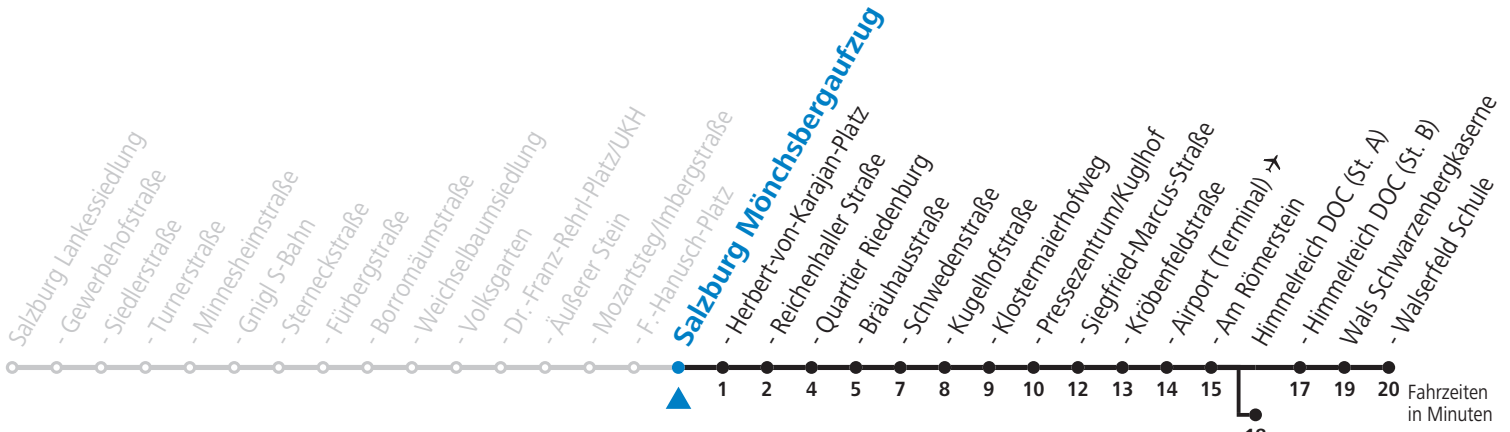 Salzburg Lankessiedlung
- Gewerbehofstraße
- Siedlerstraße
- Turnerstraße
- Minnesheimstraße
- Gnigl S-Bahn
- Sterneckstraße
- Fürbergstraße
- Borromäumstraße
- Weichselbaumsiedlung
- Volksgarten
- Dr.-Franz-Rehrl-Platz/UKH
- Äußerer Stein
- Mozartsteg/Imbergstraße
- F.-Hanusch-Platz
Salzburg Mönchsbergaufzug
- Herbert-von-Karajan-Platz
- Reichenhaller Straße
- Quartier Riedenburg
- Bräuhausstraße
- Schwedenstraße
- Kugelhofstraße
- Klostermaierhofweg
- Pressezentrum/Kuglhof
- Siegfried-Marcus-Straße
- Kröbenfeldstraße
- Airport (Terminal)
- Am Römerstein
Himmelreich DOC (St. A)
- Himmelreich DOC (St. B)
Wals Schwarzenbergkaserne
- Walserfeld Schule
1 2 4 5 7 8 9 10 12 13 14 15 17 19 20
Fahrzeiten
in Minuten